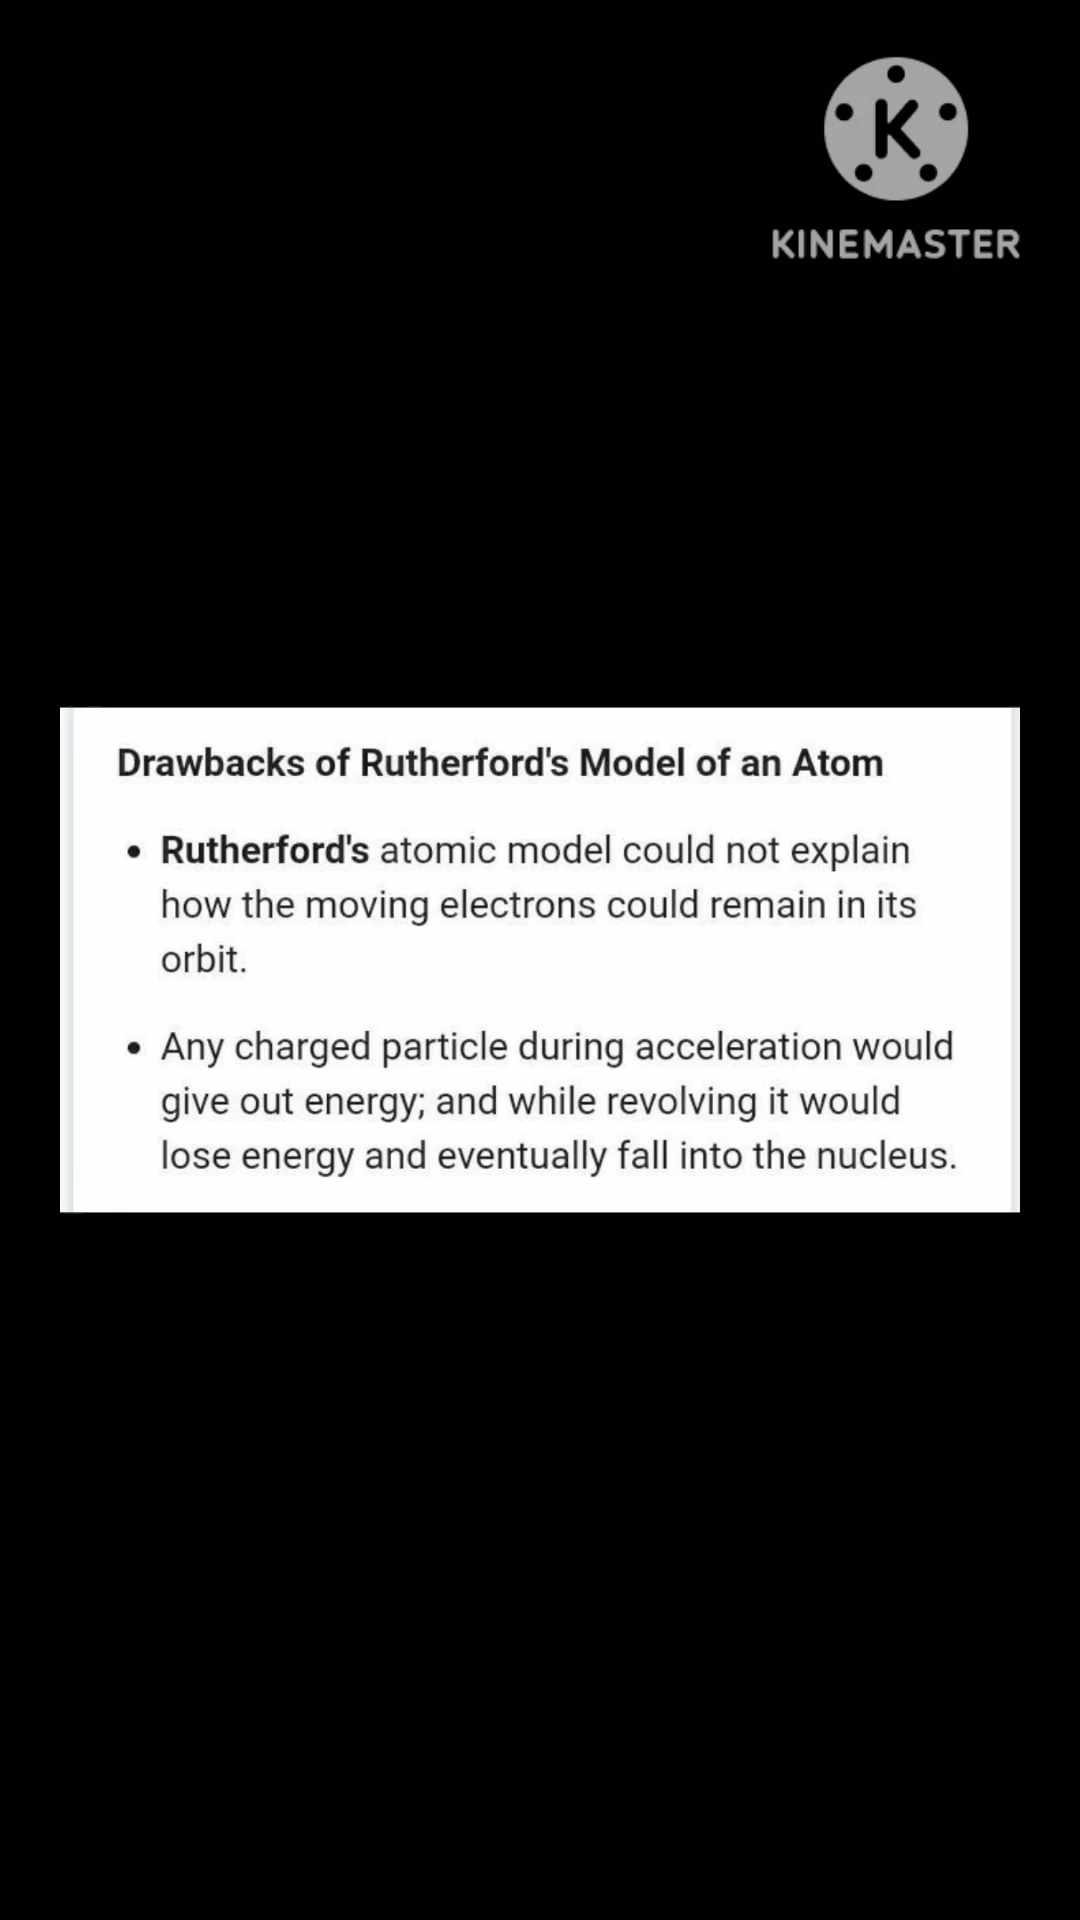 K
KINEMASTER
Drawbacks of Rutherford's Model of an Atom
• Rutherford's atomic model could not explain
how the moving electrons could remain in its
orbit.
• Any charged particle during acceleration would
give out energy; and while revolving it would
lose energy and eventually fall into the nucleus.